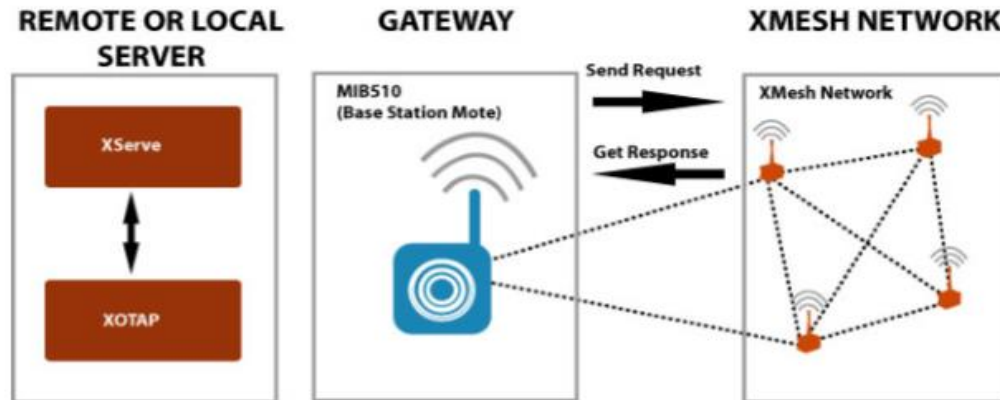 REMOTE OR LOCAL
SERVER
XServe
XOTAP
GATEWAY
MIB510
(Base Station Mote)
Send Request
Get Response
XMESH NETWORK
XMesh Network